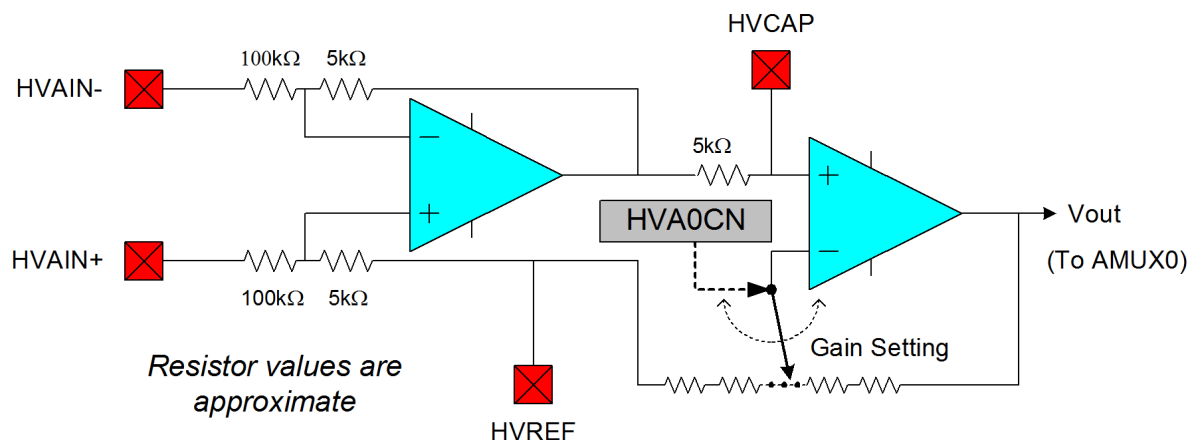 HVCAP
100kΩ
5kΩ
HVAIN-
−
5kΩ
+
HVA0CN
Vout
(To AMUX0)
+
−
HVAIN+
100kΩ
5kΩ
Gain Setting
Resistor values are
approximate
HVREF